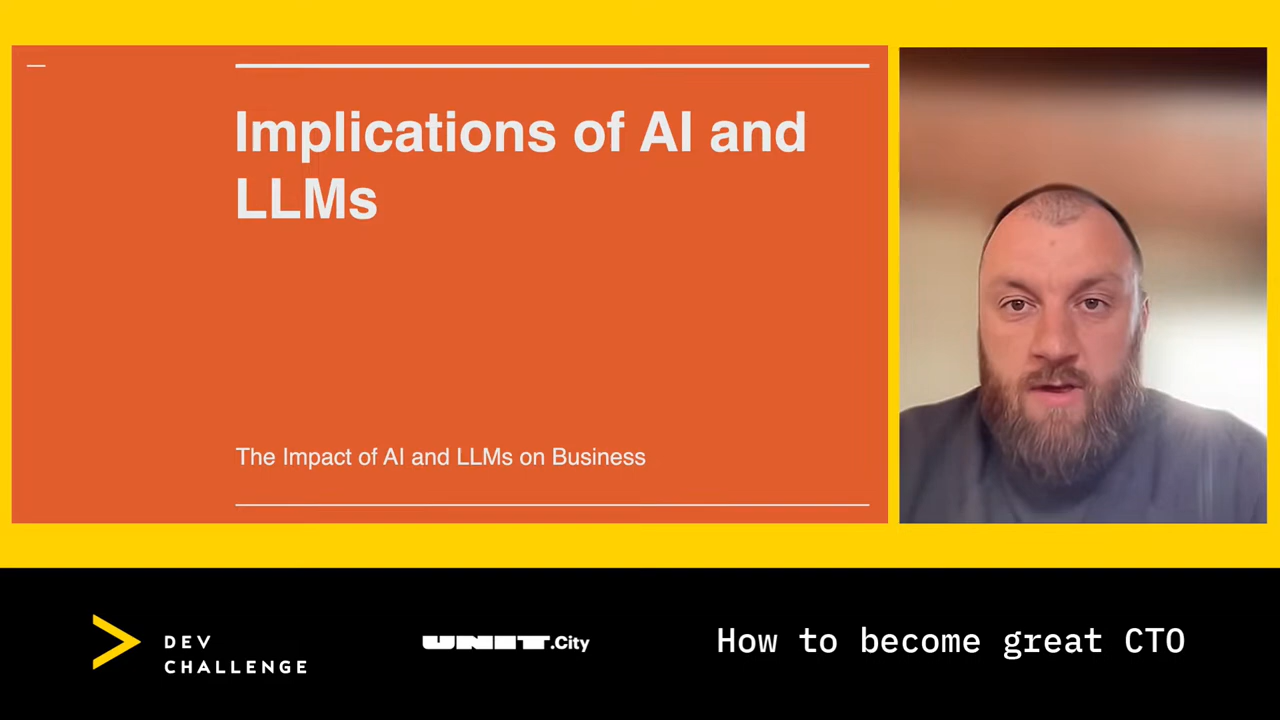 Implications of AI and
LLMs
The Impact of AI and LLMs on Business
DEV
CHALLENGE
UNIT.City
How to become great CTO